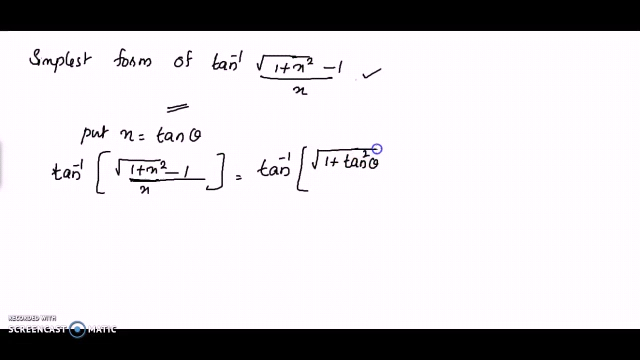 Simplest form of tan⁻¹ (√(1+x²) - 1)/x ✓
put x = tanθ
tan⁻¹ [ (√(1+x²) - 1)/x ] = tan⁻¹ [ √(1+tan²θ)
RECORDED WITH
SCREENCAST MATIC